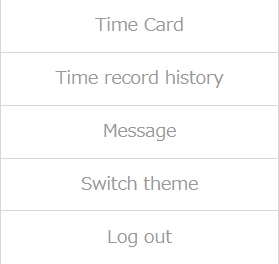 Time Card
Time record history
Message
Switch theme
Log out